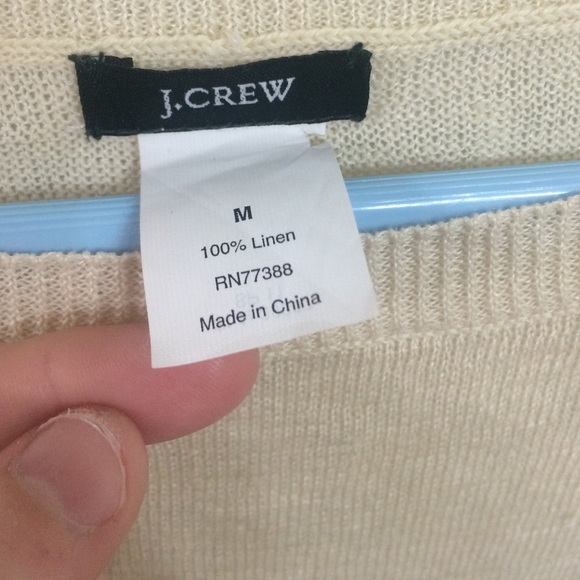 J.CREW
M
100% Linen
RN77388
Made in China